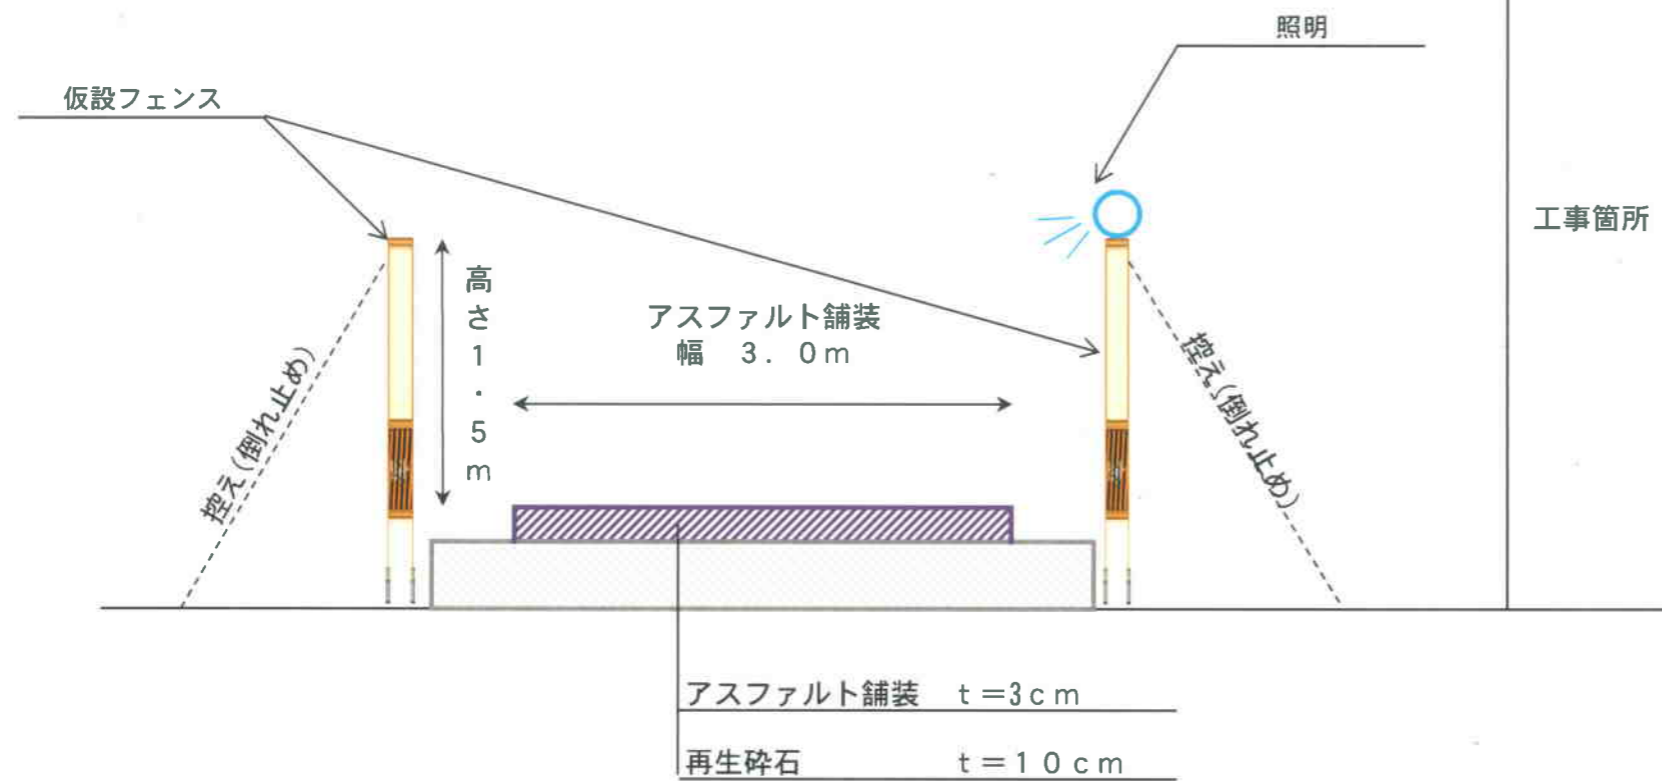 照明
仮設フェンス
工事箇所
高さ1.5m
アスファルト舗装
幅 3.0m
控え(倒れ止め)
控え(倒れ止め)
アスファルト舗装 t=3cm
再生砕石 t=10cm